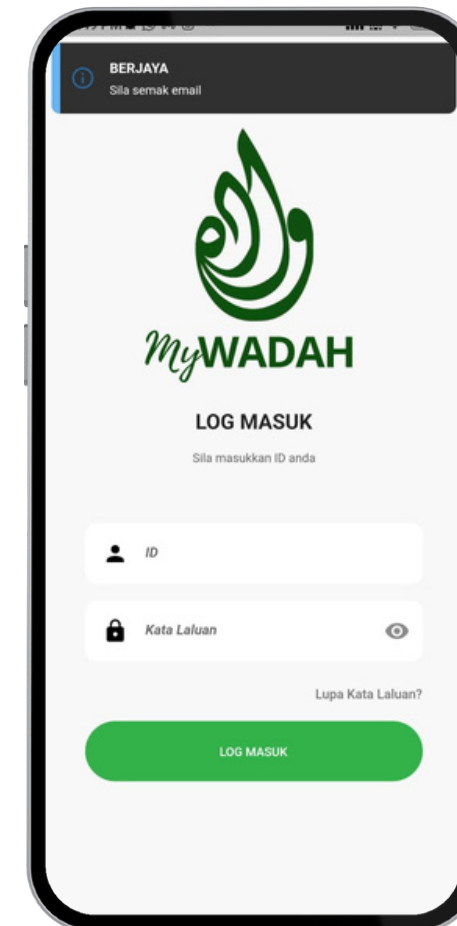 BERJAYA
Sila semak email
MyWADAH
LOG MASUK
Sila masukkan ID anda
ID
Kata Laluan
Lupa Kata Laluan?
LOG MASUK